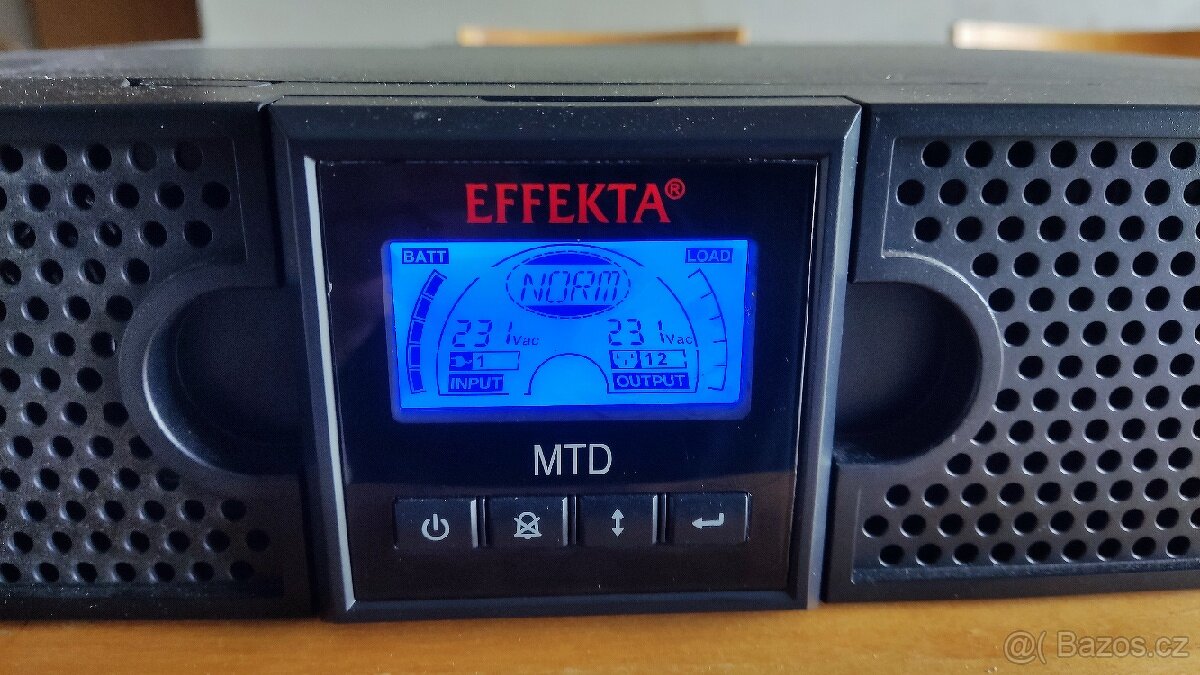 EFFEKTA®
BATT
LOAD
NORM
231Vac
231Vac
1
12
INPUT
OUTPUT
MTD
@( Bazos.cz